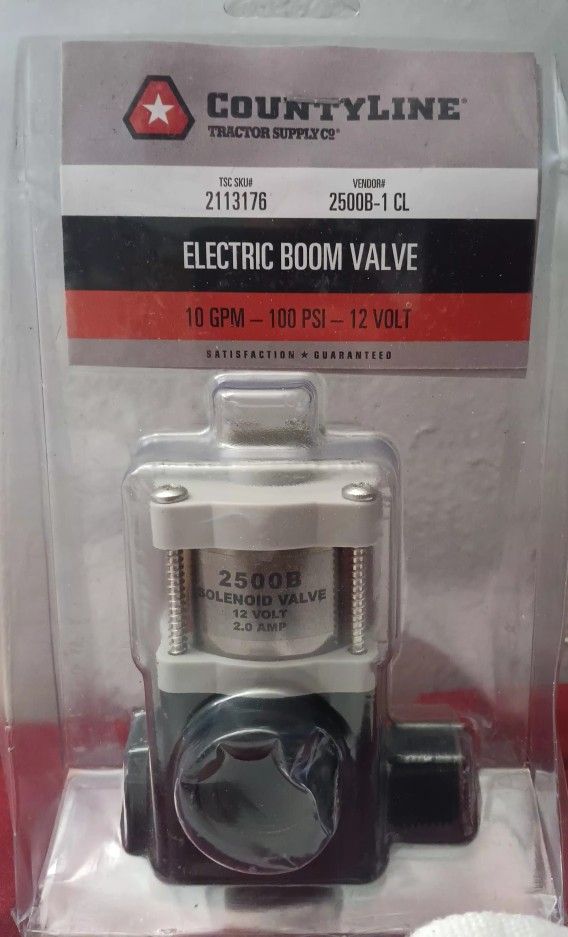 COUNTYLINE®
TRACTOR SUPPLY CO®
TSC SKU# VENDOR#
2113176 2500B-1 CL
ELECTRIC BOOM VALVE
10 GPM – 100 PSI – 12 VOLT
SATISFACTION ★ GUARANTEED
2500B
SOLENOID VALVE
12 VOLT
2.0 AMP